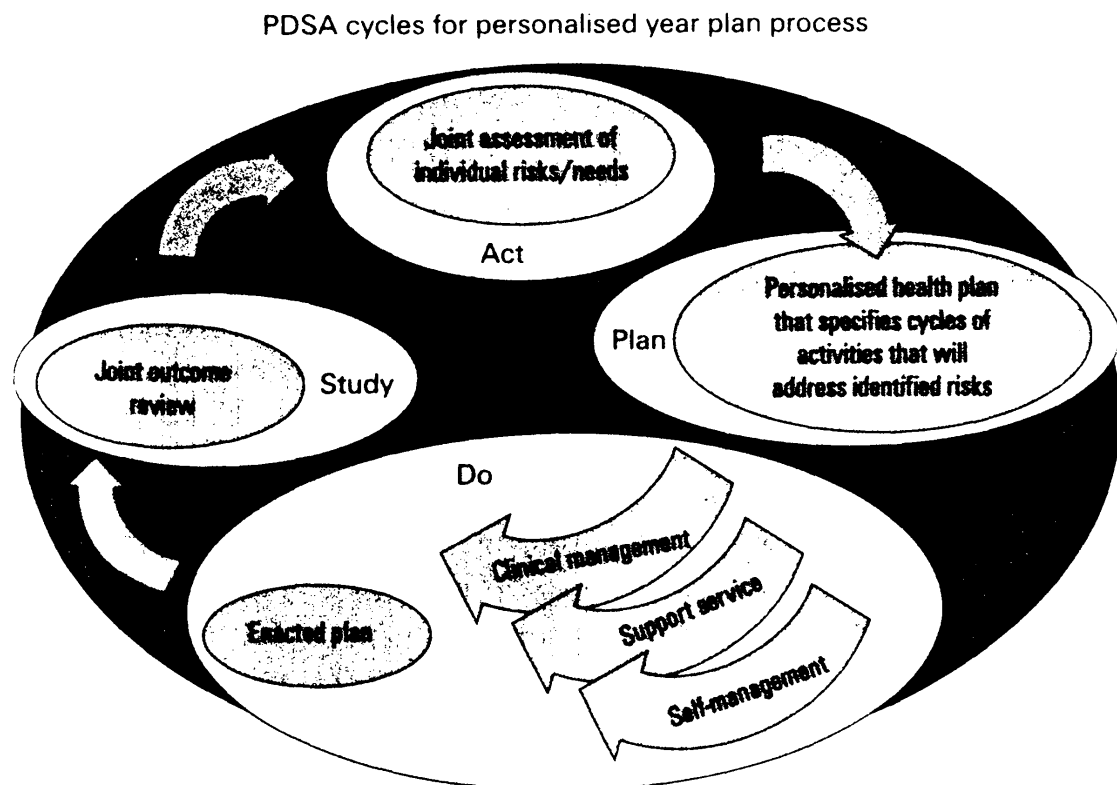 PDSA cycles for personalised year plan process
Joint assessment of
individual risks/needs
Act
Personalised health plan
that specifies cycles of
activities that will
address identified risks
Plan
Joint outcome
review
Study
Do
Clinical management
Support service
Self-management
Enacted plan